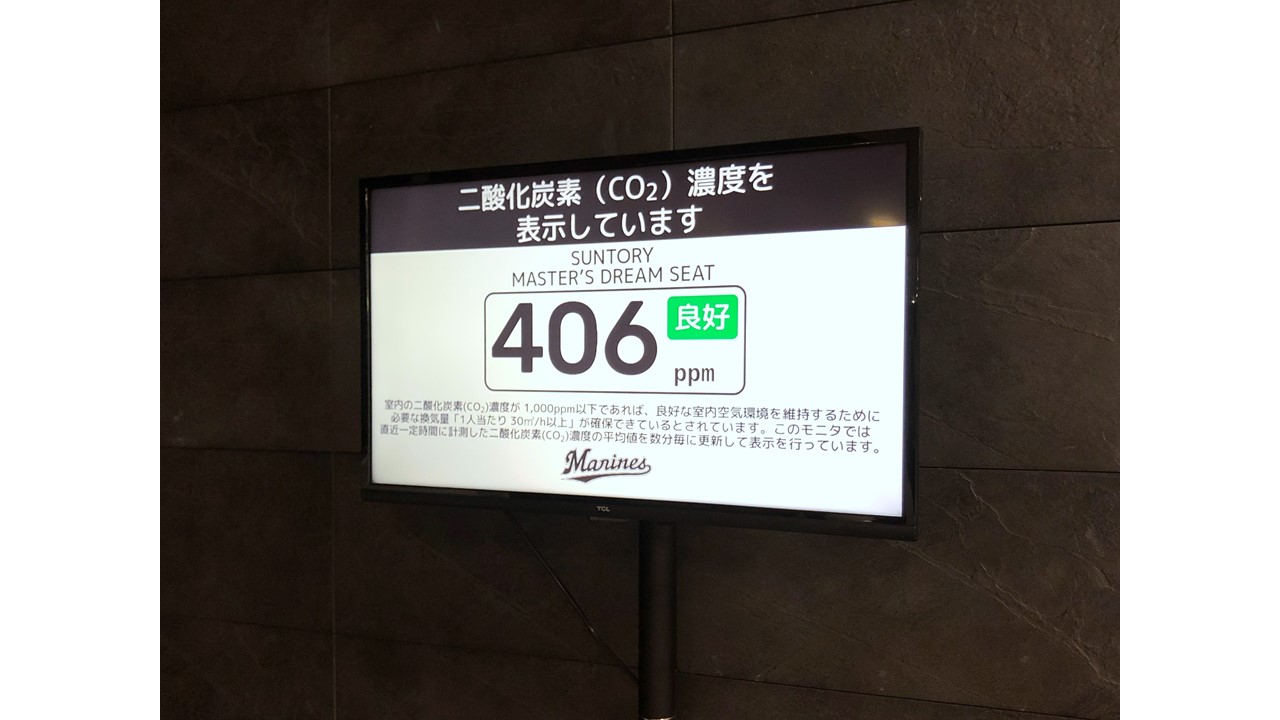 二酸化炭素（CO₂）濃度を
表示しています
SUNTORY
MASTER'S DREAM SEAT
406
良好
ppm
室内の二酸化炭素(CO₂)濃度が 1,000ppm以下であれば、良好な室内空気環境を維持するために
必要な換気量「1人当たり 30㎥/h以上」が確保できているとされています。このモニタでは
直近一定時間に計測した二酸化炭素(CO₂)濃度の平均値を数分毎に更新して表示を行っています。
Marines
TCL